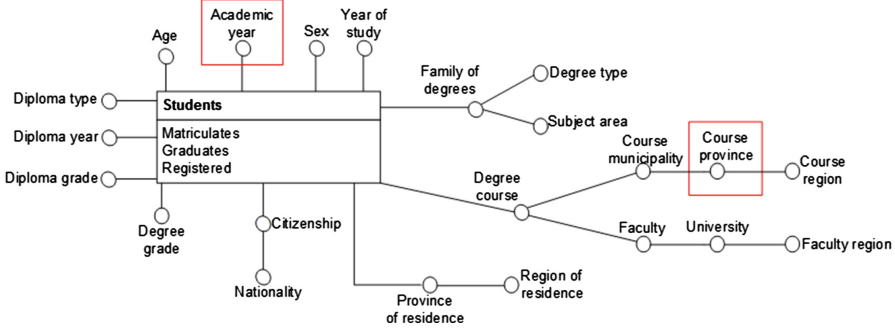 Academic
year
Year of
study
Age
Sex
Family of
degrees
Degree type
Diploma type
Students
Subject area
Diploma year
Matriculates
Graduates
Registered
Course
municipality
Course
province
Course
region
Diploma grade
Degree
course
Degree
grade
Citizenship
Faculty
University
Faculty region
Nationality
Province
of residence
Region of
residence